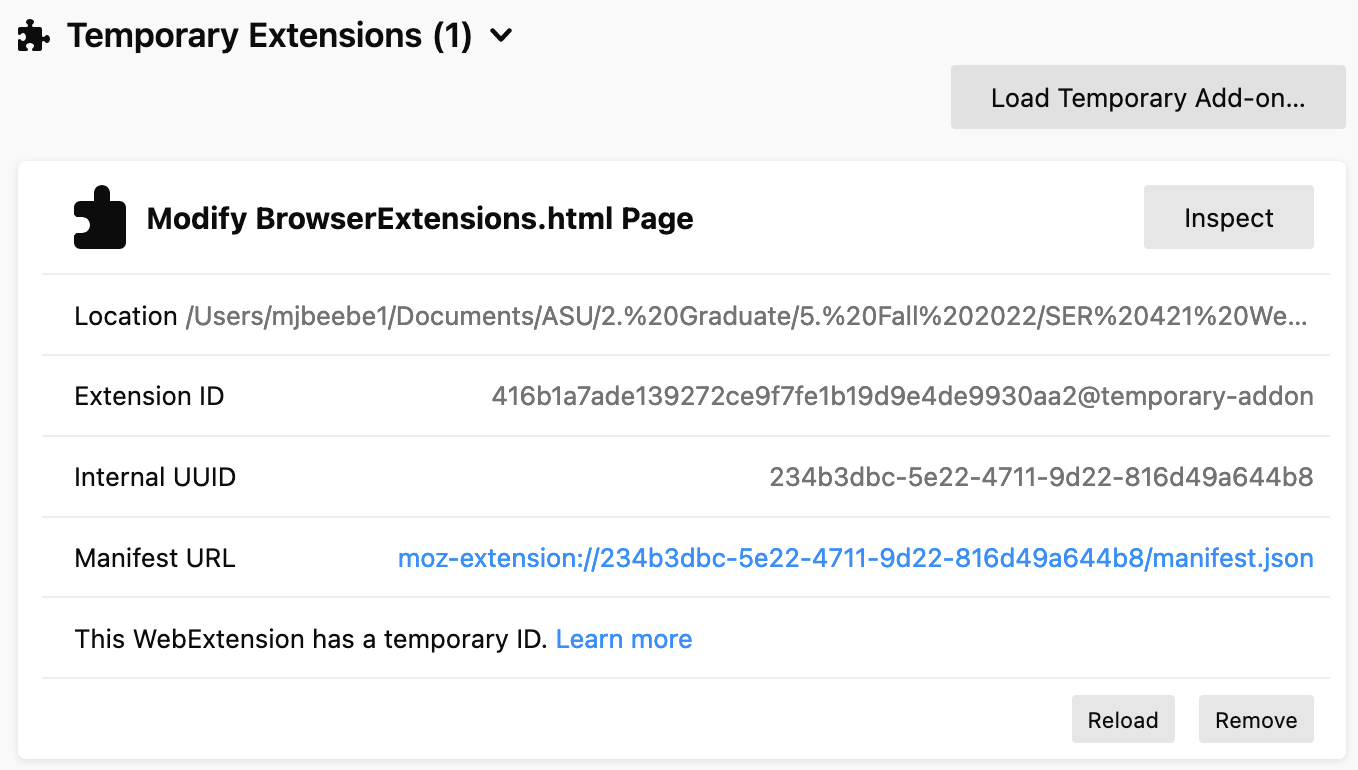 Temporary Extensions (1)
Load Temporary Add-on...
Modify BrowserExtensions.html Page
Inspect
Location /Users/mjbeebe1/Documents/ASU/2.%20Graduate/5.%20Fall%202022/SER%20421%20We...
Extension ID 416b1a7ade139272ce9f7fe1b19d9e4de9930aa2@temporary-addon
Internal UUID 234b3dbc-5e22-4711-9d22-816d49a644b8
Manifest URL moz-extension://234b3dbc-5e22-4711-9d22-816d49a644b8/manifest.json
This WebExtension has a temporary ID. Learn more
Reload Remove